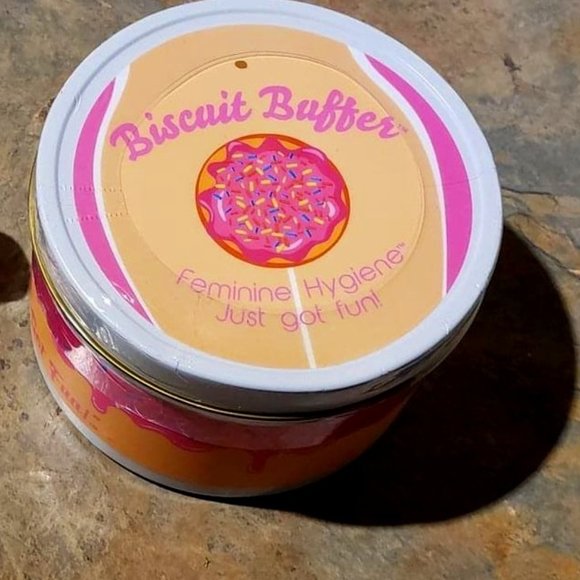 Biscuit Buffer™
Feminine Hygiene™
Just got fun!